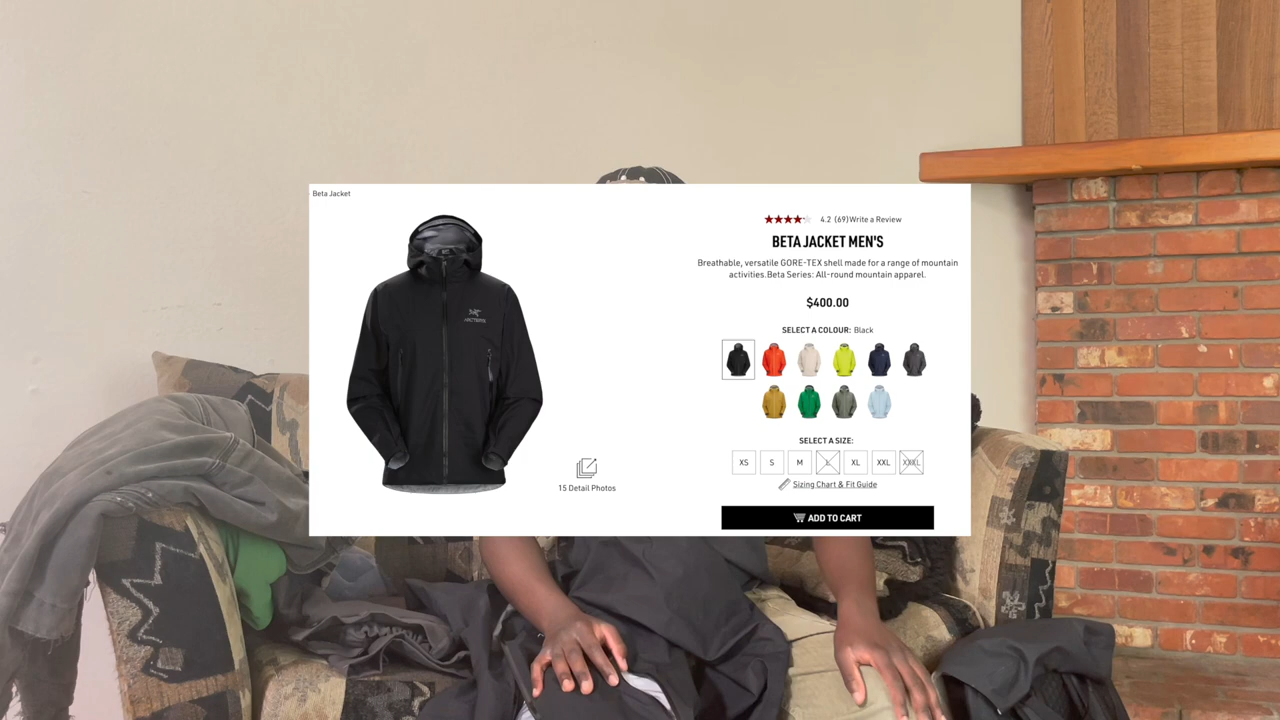 Beta Jacket
ARC'TERYX
15 Detail Photos
4.2 (69)Write a Review
BETA JACKET MEN'S
Breathable, versatile GORE-TEX shell made for a range of mountain
activities.Beta Series: All-round mountain apparel.
$400.00
SELECT A COLOUR: Black
SELECT A SIZE:
XS S M L XL XXL XXXL
Sizing Chart & Fit Guide
ADD TO CART